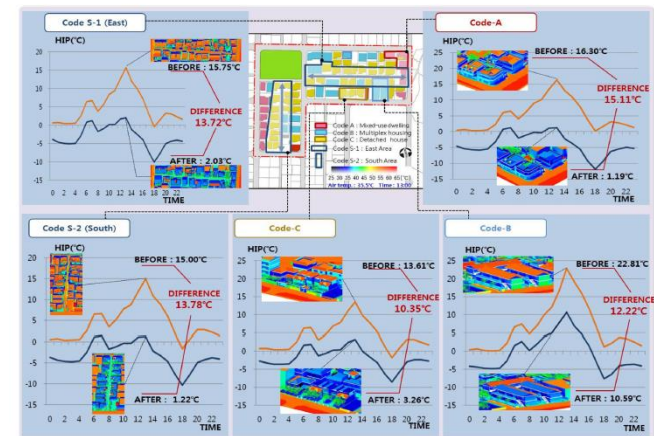 Code S-1 (East)
HIP(℃)
20
15
10
5
0
-5
-10
-15
BEFORE : 15.75℃
DIFFERENCE
13.72℃
AFTER : 2.03℃
0 2 4 6 8 10 12 14 16 18 20 22
TIME
Code A : Mixed-use dwelling
Code B : Multiplex housing
Code C : Detached house
Code S-1 : East Area
Code S-2 : South Area
25 30 35 40 45 50 55 60 65(℃)
Air temp. : 35.5℃ Time : 13:00
Code-A
HIP(℃)
25
20
15
10
5
0
-5
-10
-15
BEFORE : 16.30℃
DIFFERENCE
15.11℃
AFTER : 1.19℃
0 2 4 6 8 10 12 14 16 18 20 22
TIME
Code S-2 (South)
HIP(℃)
20
15
10
5
0
-5
-10
-15
BEFORE : 15.00℃
DIFFERENCE
13.78℃
AFTER : 1.22℃
0 2 4 6 8 10 12 14 16 18 20 22
TIME
Code-C
HIP(℃)
25
20
15
10
5
0
-5
-10
-15
BEFORE : 13.61℃
DIFFERENCE
10.35℃
AFTER : 3.26℃
0 2 4 6 8 10 12 14 16 18 20 22
TIME
Code-B
HIP(℃)
25
20
15
10
5
0
-5
-10
-15
BEFORE : 22.81℃
DIFFERENCE
12.22℃
AFTER : 10.59℃
0 2 4 6 8 10 12 14 16 18 20 22
TIME